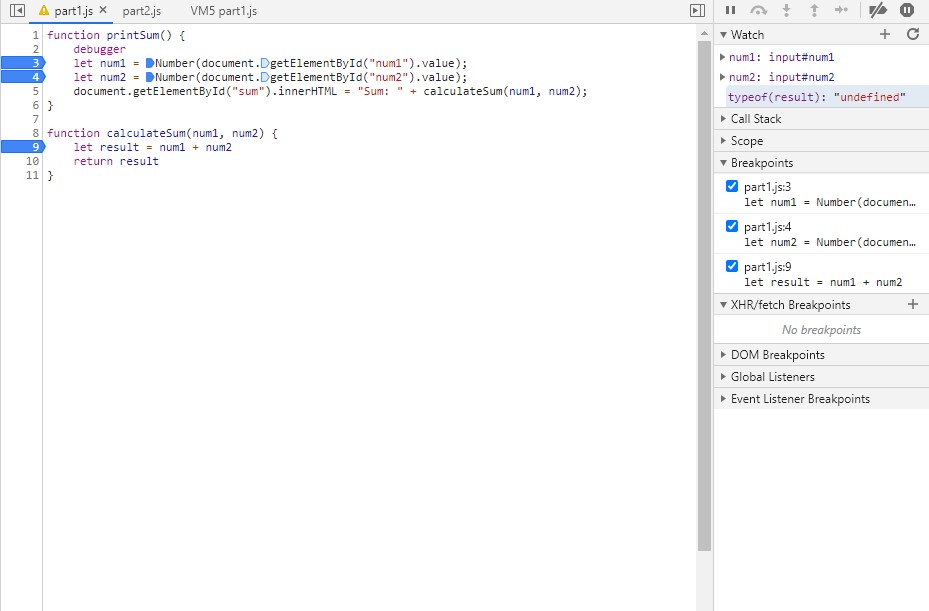 part1.js × part2.js VM5 part1.js
1 function printSum() {
2 debugger
3 let num1 = Number(document.getElementById("num1").value);
4 let num2 = Number(document.getElementById("num2").value);
5 document.getElementById("sum").innerHTML = "Sum: " + calculateSum(num1, num2);
6 }
7
8 function calculateSum(num1, num2) {
9 let result = num1 + num2
10 return result
11 }
Watch
num1: input#num1
num2: input#num2
typeof(result): "undefined"
Call Stack
Scope
Breakpoints
part1.js:3
let num1 = Number(documen…
part1.js:4
let num2 = Number(documen…
part1.js:9
let result = num1 + num2
XHR/fetch Breakpoints
No breakpoints
DOM Breakpoints
Global Listeners
Event Listener Breakpoints